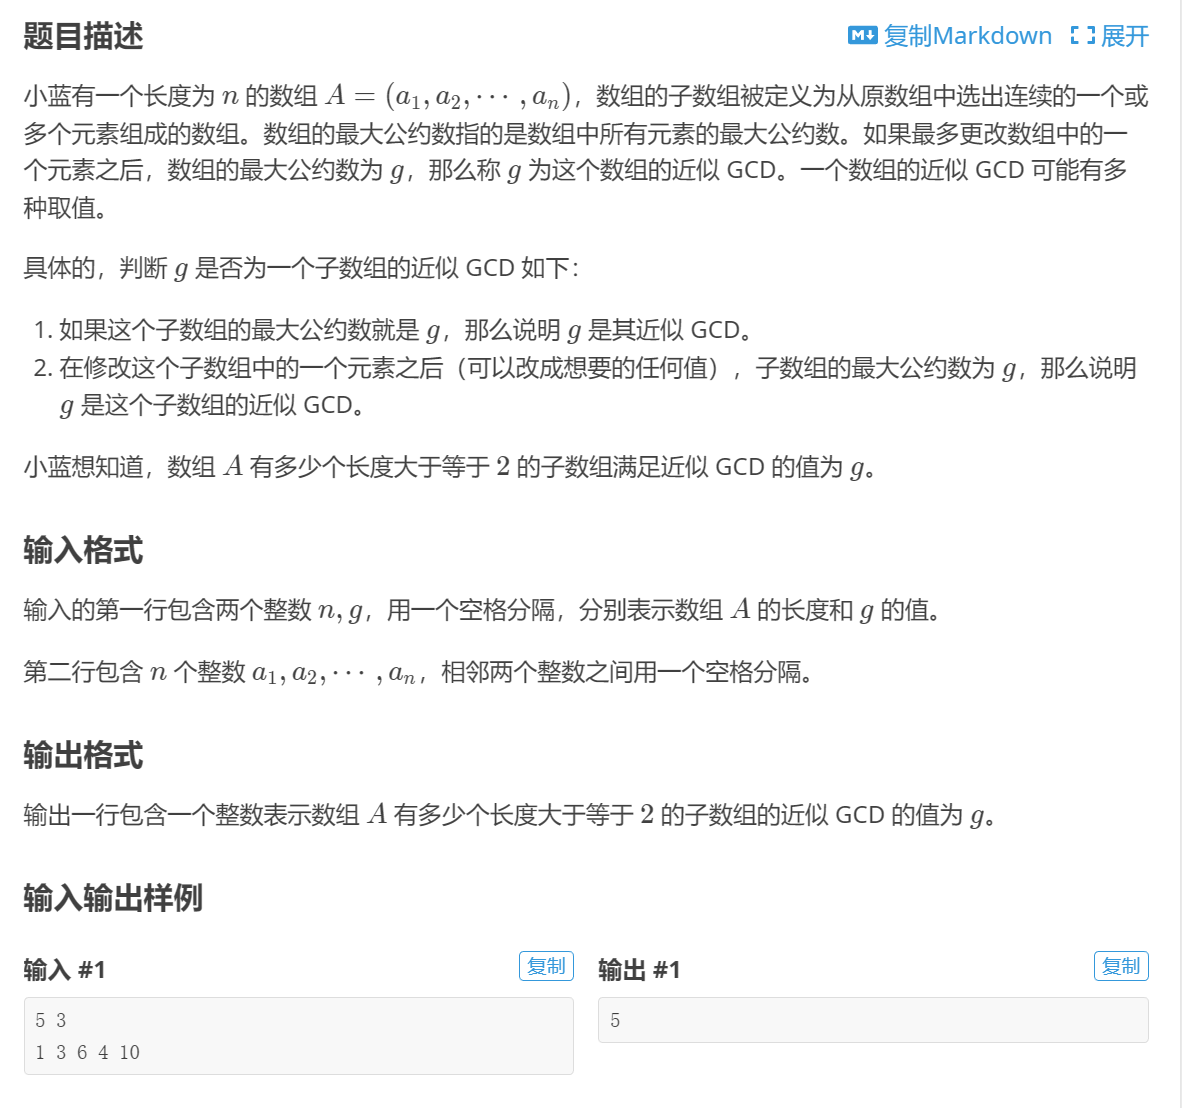 题目描述 复制Markdown 展开
小蓝有一个长度为 n 的数组 A = (a₁, a₂, ⋯ , aₙ)，数组的子数组被定义为从原数组中选出连续的一个或
多个元素组成的数组。数组的最大公约数指的是数组中所有元素的最大公约数。如果最多更改数组中的一
个元素之后，数组的最大公约数为 g，那么称 g 为这个数组的近似 GCD。一个数组的近似 GCD 可能有多
种取值。
具体的，判断 g 是否为一个子数组的近似 GCD 如下：
1. 如果这个子数组的最大公约数就是 g，那么说明 g 是其近似 GCD。
2. 在修改这个子数组中的一个元素之后（可以改成想要的任何值），子数组的最大公约数为 g，那么说明
g 是这个子数组的近似 GCD。
小蓝想知道，数组 A 有多少个长度大于等于 2 的子数组满足近似 GCD 的值为 g。
输入格式
输入的第一行包含两个整数 n, g，用一个空格分隔，分别表示数组 A 的长度和 g 的值。
第二行包含 n 个整数 a₁, a₂, ⋯ , aₙ，相邻两个整数之间用一个空格分隔。
输出格式
输出一行包含一个整数表示数组 A 有多少个长度大于等于 2 的子数组的近似 GCD 的值为 g。
输入输出样例
输入 #1 复制 输出 #1 复制
5 3
1 3 6 4 10
5